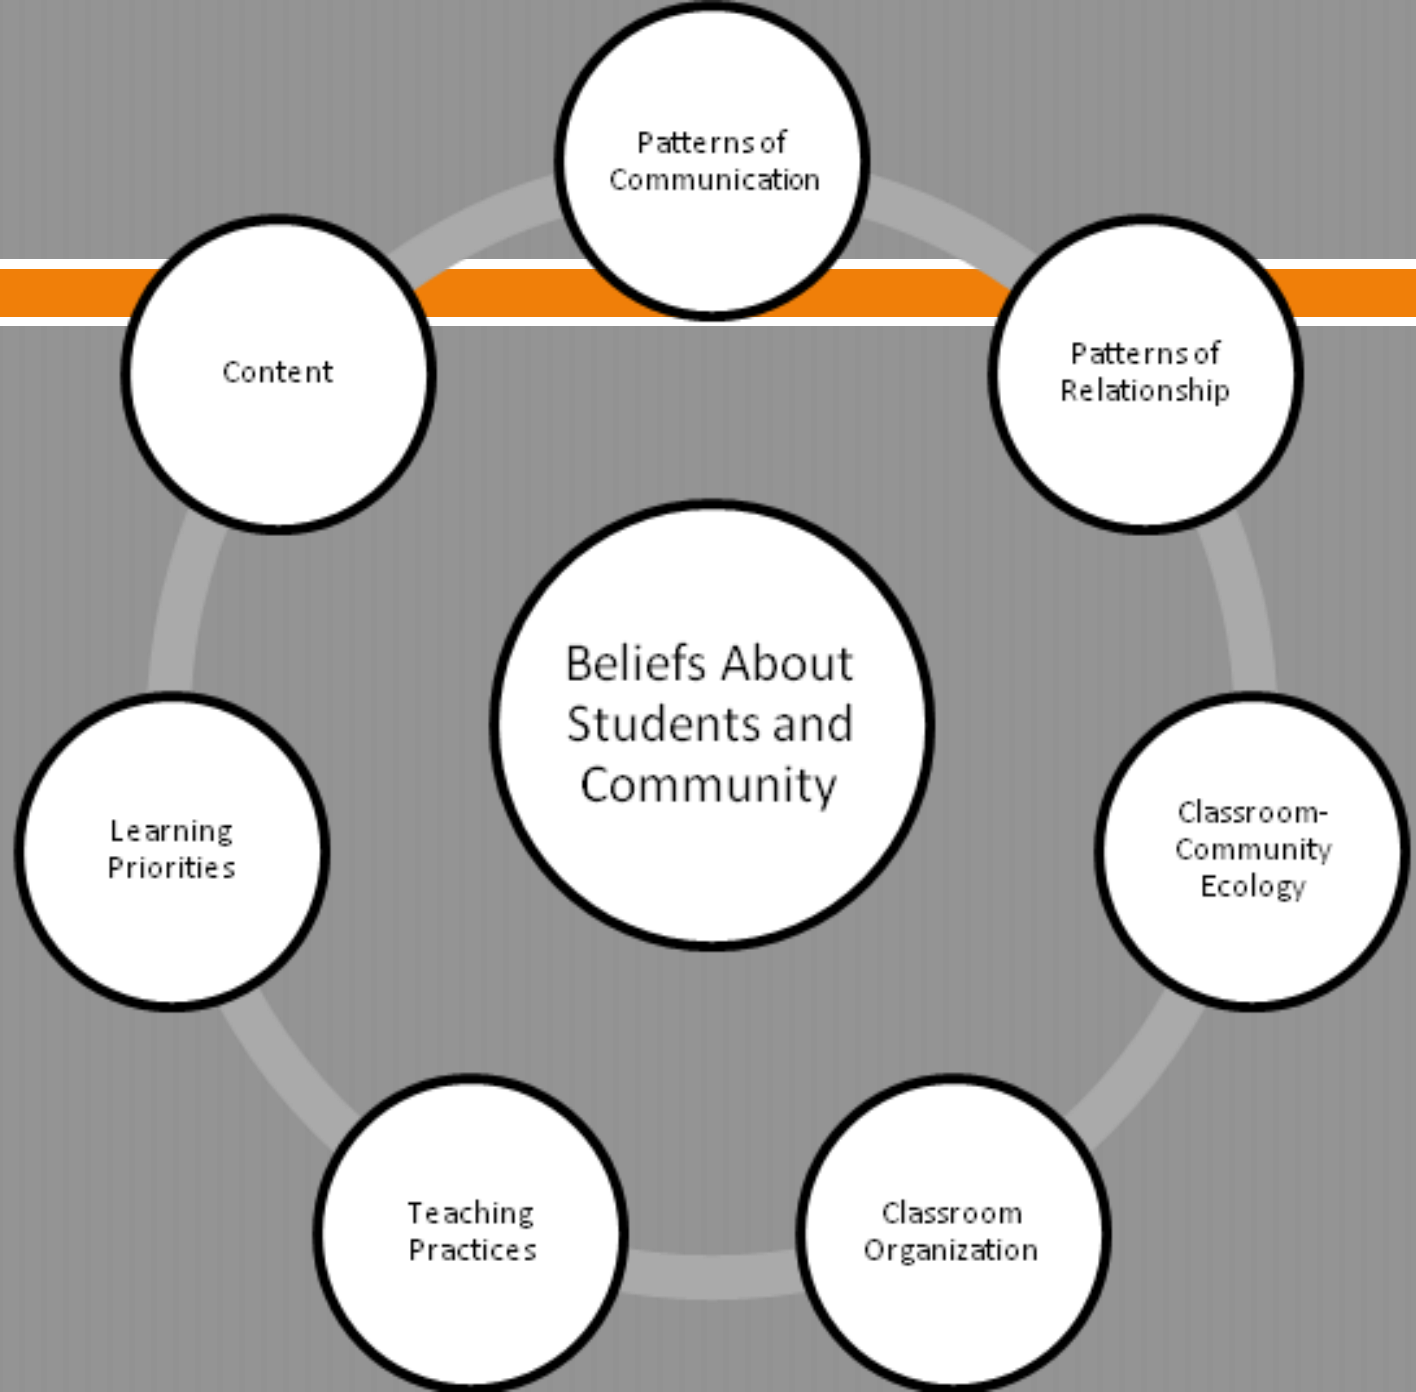 Patterns of
Communication
Patterns of
Relationship
Classroom-
Community
Ecology
Classroom
Organization
Teaching
Practices
Learning
Priorities
Content
Beliefs About
Students and
Community